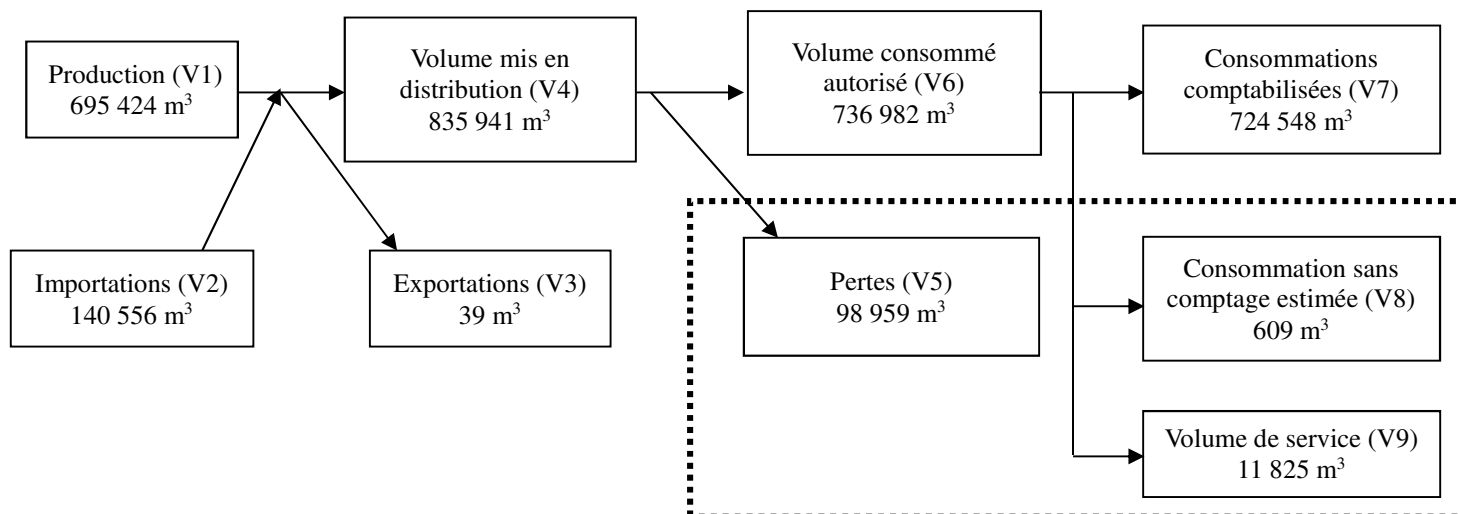 Production (V1)
695 424 m³
Volume mis en
distribution (V4)
835 941 m³
Volume consommé
autorisé (V6)
736 982 m³
Consommations
comptabilisées (V7)
724 548 m³
Importations (V2)
140 556 m³
Exportations (V3)
39 m³
Pertes (V5)
98 959 m³
Consommation sans
comptage estimée (V8)
609 m³
Volume de service (V9)
11 825 m³